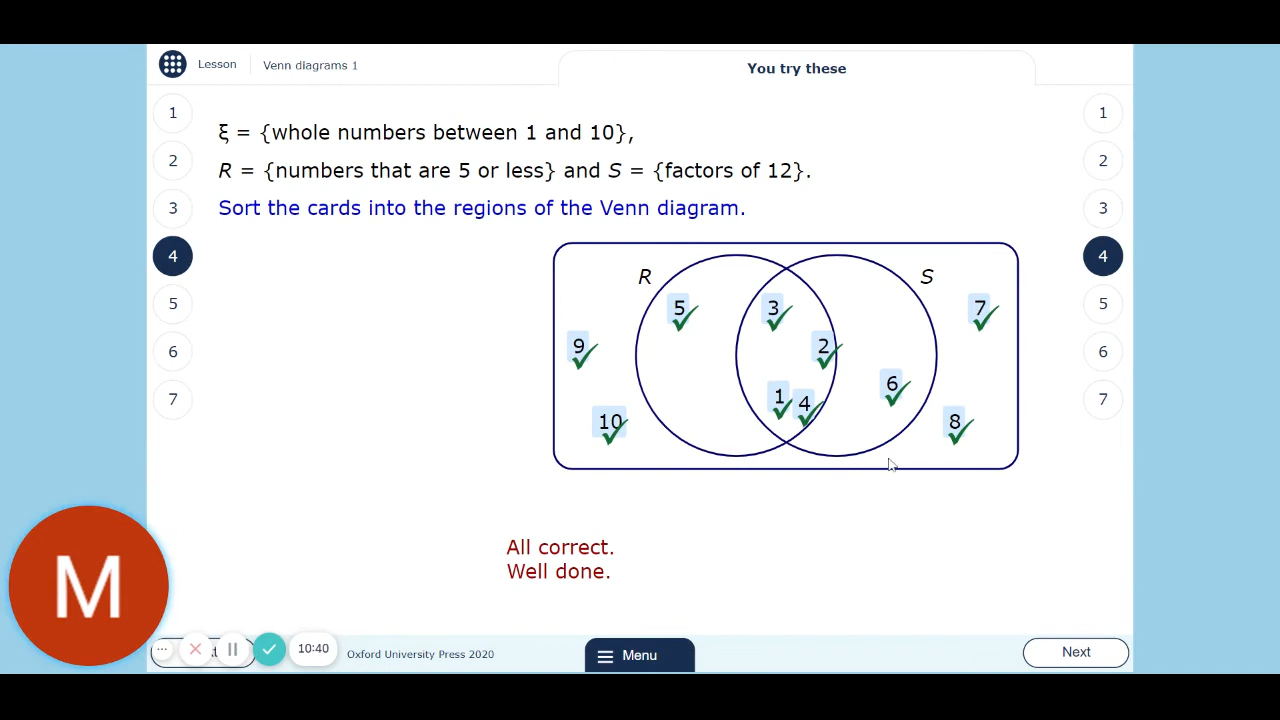 Lesson
Venn diagrams 1
You try these
1
2
3
4
5
6
7
ξ = {whole numbers between 1 and 10},
R = {numbers that are 5 or less} and S = {factors of 12}.
Sort the cards into the regions of the Venn diagram.
R
S
5
3
7
9
2
6
1
4
10
8
All correct.
Well done.
1
2
3
4
5
6
7
M
10:40
Oxford University Press 2020
Menu
Next